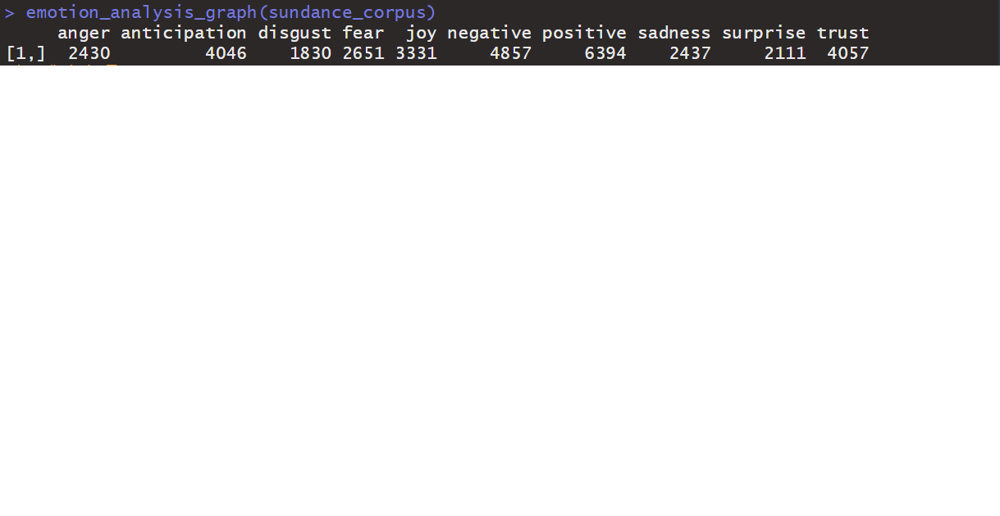 > emotion_analysis_graph(sundance_corpus)
anger anticipation disgust fear joy negative positive sadness surprise trust
[1,] 2430 4046 1830 2651 3331 4857 6394 2437 2111 4057